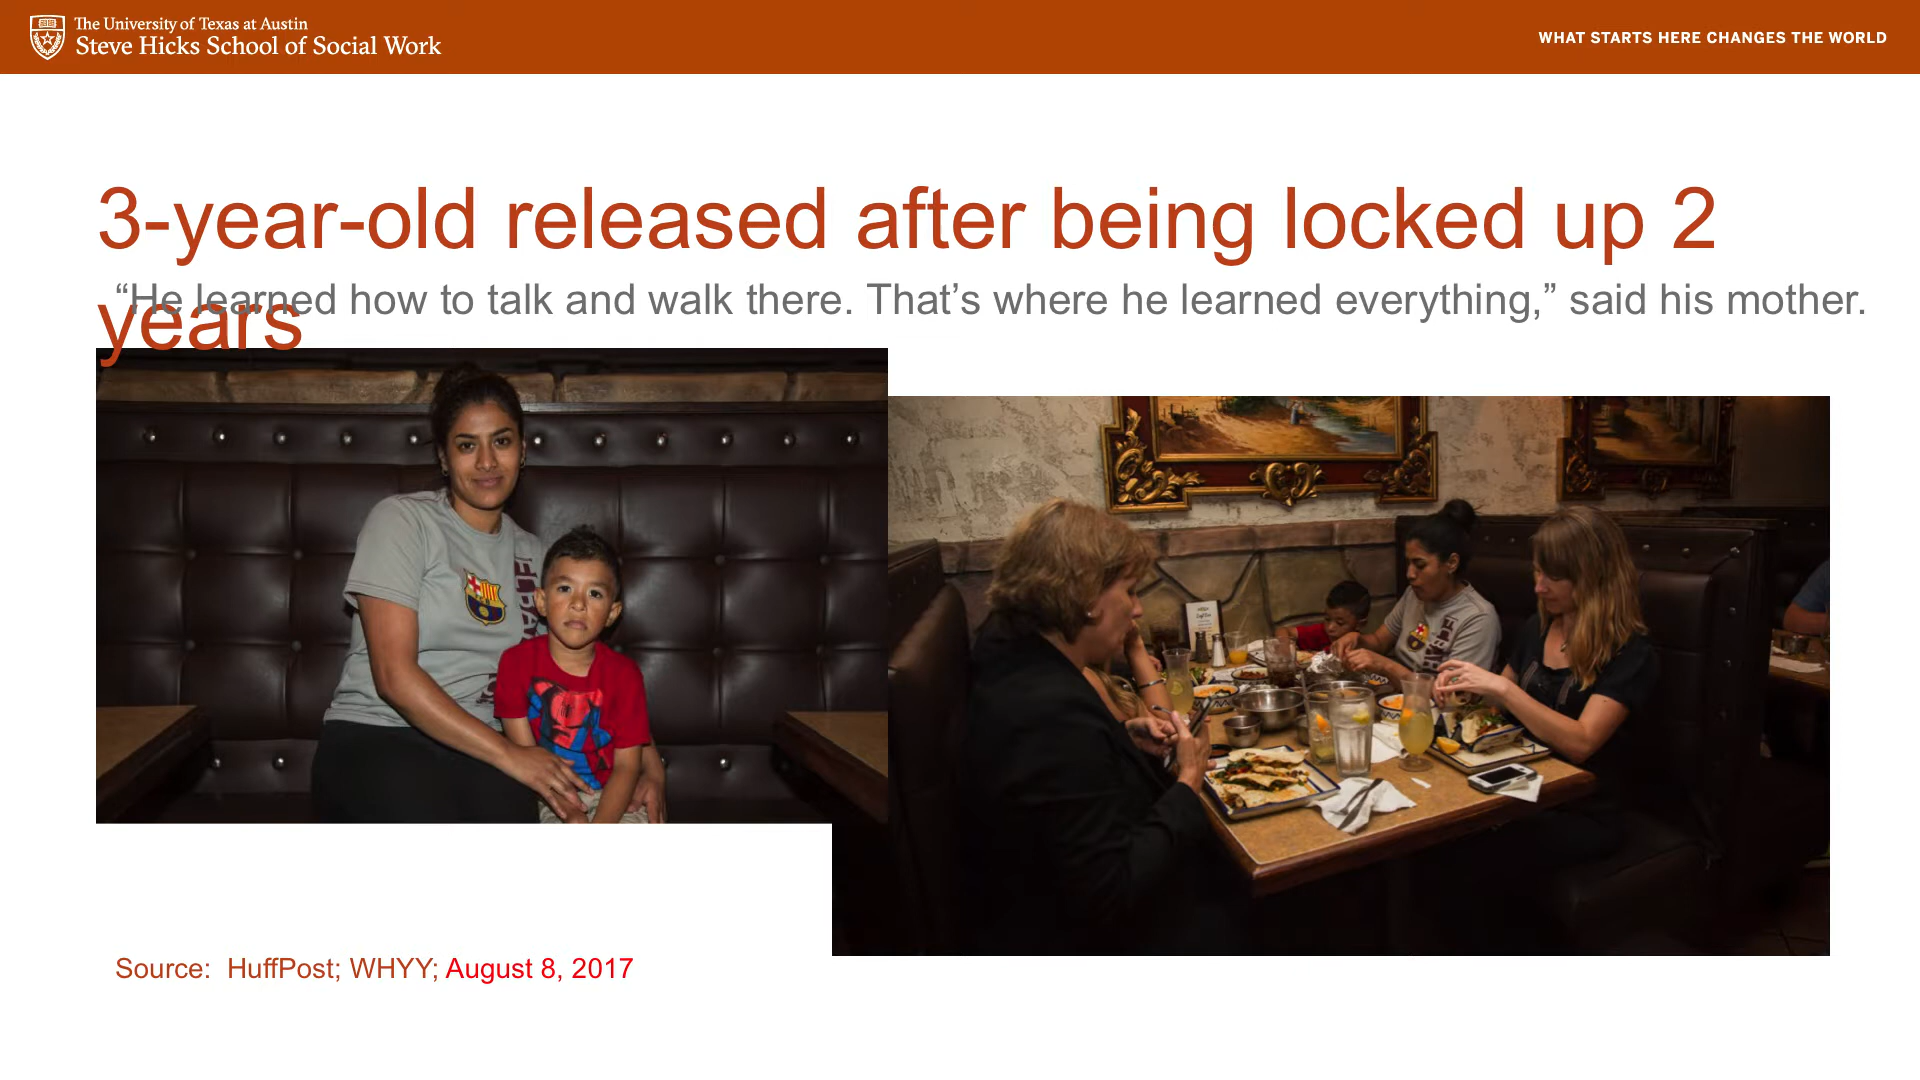 The University of Texas at Austin
Steve Hicks School of Social Work
WHAT STARTS HERE CHANGES THE WORLD
3-year-old released after being locked up 2
years
“He learned how to talk and walk there. That’s where he learned everything,” said his mother.
Source:  HuffPost; WHYY; August 8, 2017